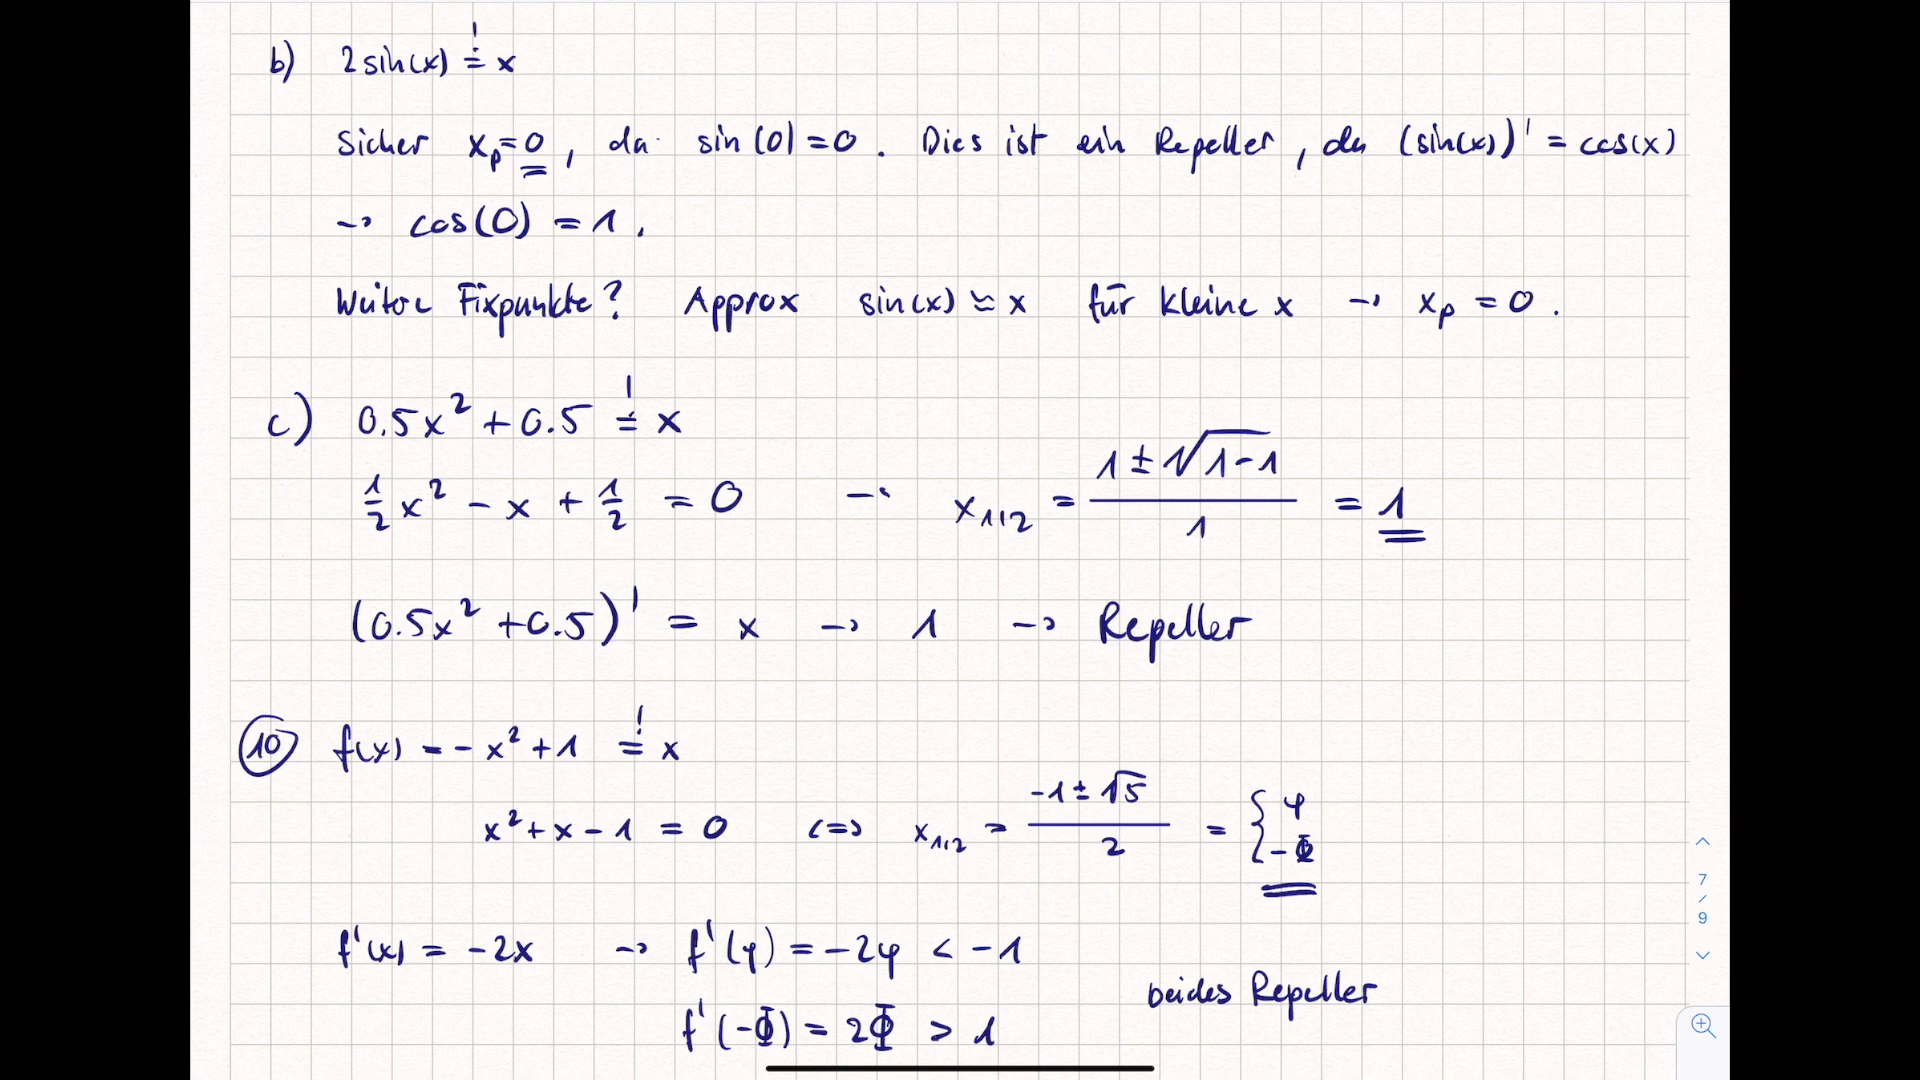 b) 2sin(x) =! x
Sicher x_p = 0, da sin(0) = 0. Dies ist ein Repeller, da (sin(x))' = cos(x)
→ cos(0) = 1.
Weitere Fixpunkte? Approx sin(x) ≈ x für kleine x → x_p = 0.
c) 0.5x² + 0.5 =! x
1/2 x² - x + 1/2 = 0 → x_1,2 = (1 ± √(1-1)) / 1 = 1
(0.5x² + 0.5)' = x → 1 → Repeller
10 f(x) = -x² + 1 =! x
x² + x - 1 = 0 <=> x_1,2 = (-1 ± √5) / 2 = { φ
-Φ
f'(x) = -2x → f'(φ) = -2φ < -1
beides Repeller
f'(-Φ) = 2Φ > 1
7
/
9